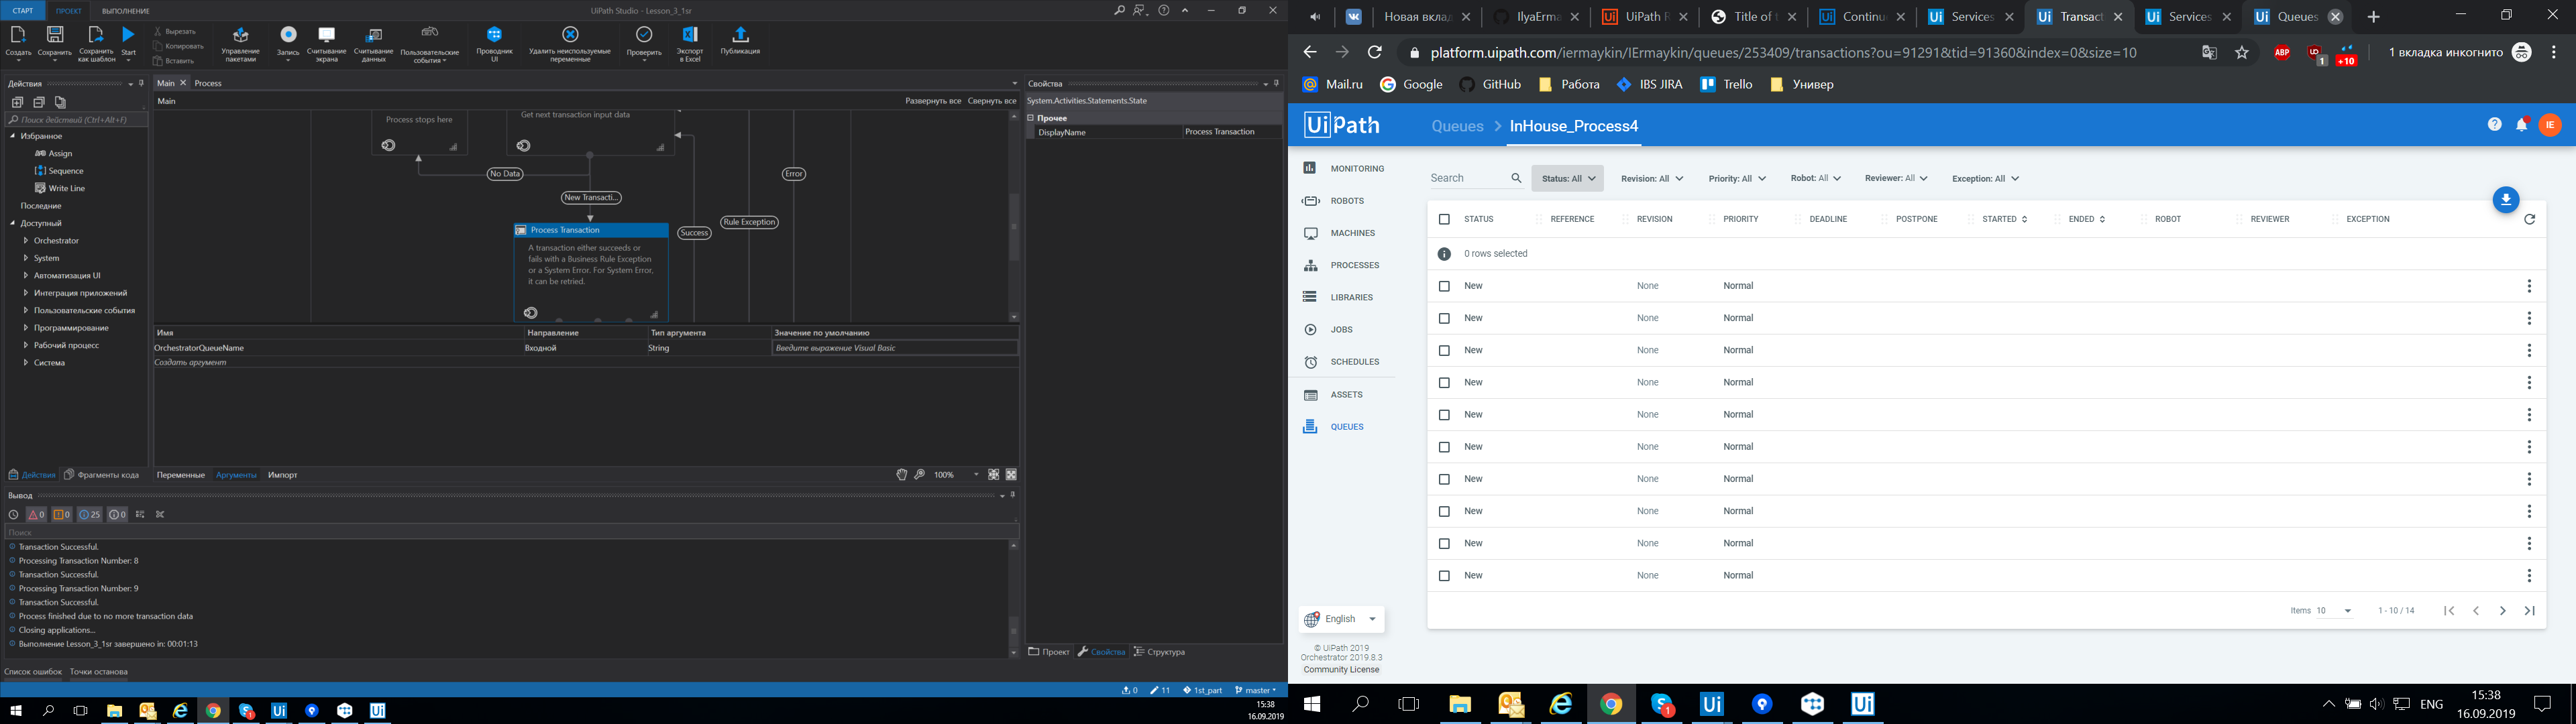 СТАРТ ПРОЕКТ ВЫПОЛНЕНИЕ
UiPath Studio - Lesson_3_1sr
Создать Сохранить Сохранить как шаблон Start
Вырезать
Копировать
Вставить
Управление пакетами
Запись
Считывание экрана
Считывание данных
Пользовательские события
Проводник UI
Удалить неиспользуемые переменные
Проверить
Экспорт в Excel
Публикация
Действия
Поиск действий (Ctrl+Alt+F)
Избранное
Assign
Sequence
Write Line
Последние
Доступный
Orchestrator
System
Автоматизация UI
Интеграция приложений
Пользовательские события
Программирование
Рабочий процесс
Система
Действия Фрагменты кода
Main Process
Main
Развернуть все Свернуть все
Process stops here
Get next transaction input data
No Data
New Transacti...
Error
Rule Exception
Success
Process Transaction
A transaction either succeeds or
fails with a Business Rule Exception
or a System Error. For System Error,
it can be retried.
Имя Направление Тип аргумента Значение по умолчанию
OrchestratorQueueName Входной String Введите выражение Visual Basic
Создать аргумент
Переменные Аргументы Импорт
100%
Вывод
0 0 25 0
Поиск
Transaction Successful.
Processing Transaction Number: 8
Transaction Successful.
Processing Transaction Number: 9
Transaction Successful.
Process finished due to no more transaction data
Closing applications...
Выполнение Lesson_3_1sr завершено in: 00:01:13
Список ошибок Точки останова
Свойства
System.Activities.Statements.State
Прочее
DisplayName Process Transaction
Проект Свойства Структура
0 11 1st_part master
15:38
16.09.2019
Новая вклад IlyaErma UiPath R Title of t Continu Services Transact Services Queues
platform.uipath.com/iermaykin/IErmaykin/queues/253409/transactions?ou=91291&tid=91360&index=0&size=10
ABP 1 +10
1 вкладка инкогнито
Mail.ru Google GitHub Работа IBS JIRA Trello Универ
UiPath
Queues > InHouse_Process4
IE
MONITORING
ROBOTS
MACHINES
PROCESSES
LIBRARIES
JOBS
SCHEDULES
ASSETS
QUEUES
English
© UiPath 2019
Orchestrator 2019.8.3
Community License
Search Status: All Revision: All Priority: All Robot: All Reviewer: All Exception: All
STATUS REFERENCE REVISION PRIORITY DEADLINE POSTPONE STARTED ENDED ROBOT REVIEWER EXCEPTION
0 rows selected
New None Normal
New None Normal
New None Normal
New None Normal
New None Normal
New None Normal
New None Normal
New None Normal
New None Normal
New None Normal
Items 10 1 - 10 / 14
ENG
15:38
16.09.2019